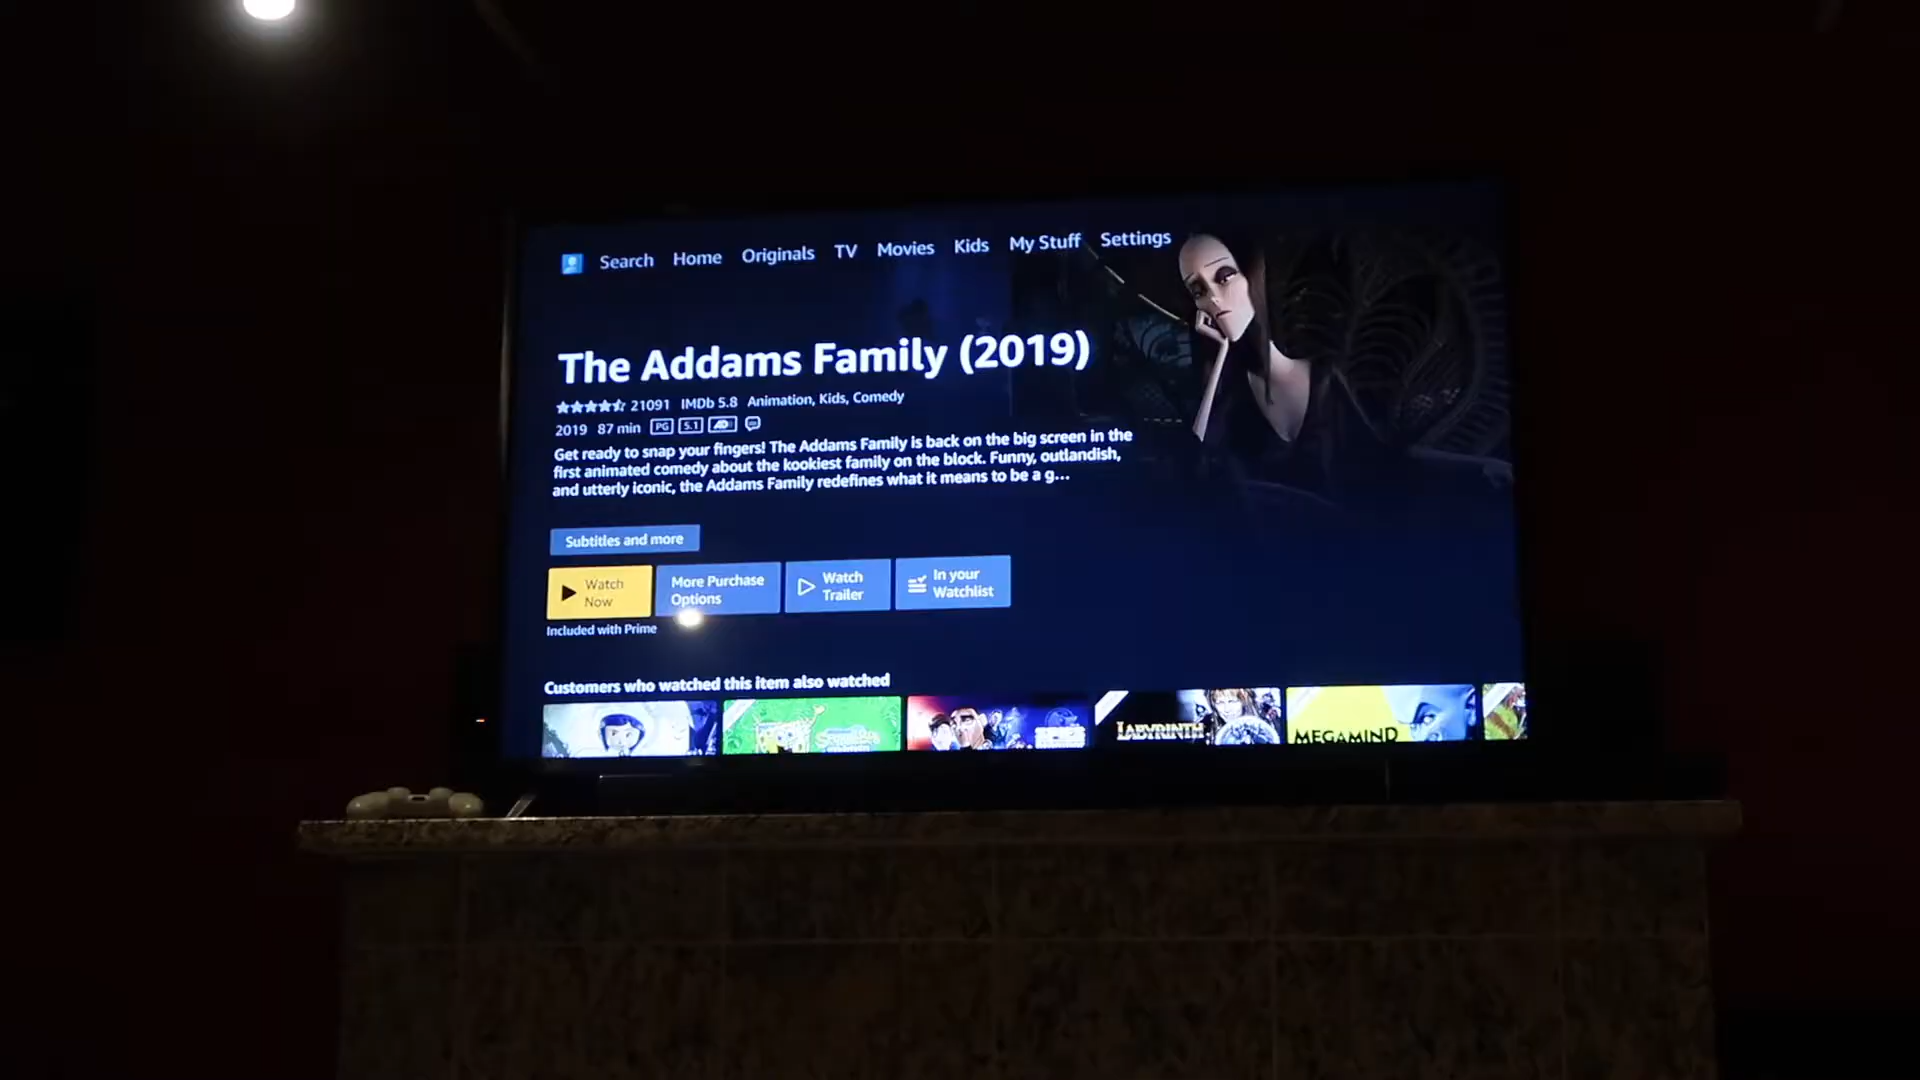 Search Home Originals TV Movies Kids My Stuff Settings
The Addams Family (2019)
21091 IMDb 5.8 Animation, Kids, Comedy
2019 87 min PG 5.1 AD
Get ready to snap your fingers! The Addams Family is back on the big screen in the
first animated comedy about the kookiest family on the block. Funny, outlandish,
and utterly iconic, the Addams Family redefines what it means to be a g...
Subtitles and more
Watch
Now
More Purchase
Options
Watch
Trailer
In your
Watchlist
Included with Prime
Customers who watched this item also watched
LABYRINTH
MEGAMIND